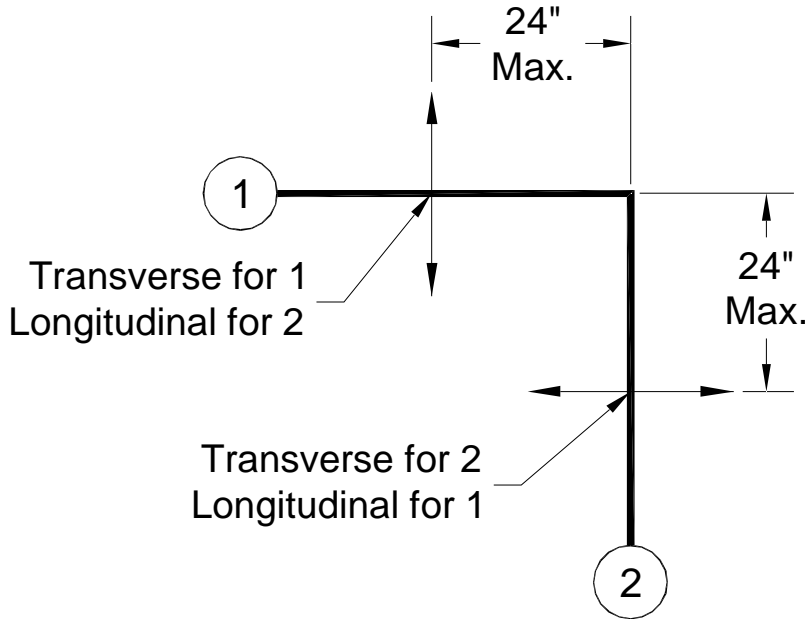 24"
Max.
1
Transverse for 1
Longitudinal for 2
24"
Max.
Transverse for 2
Longitudinal for 1
2